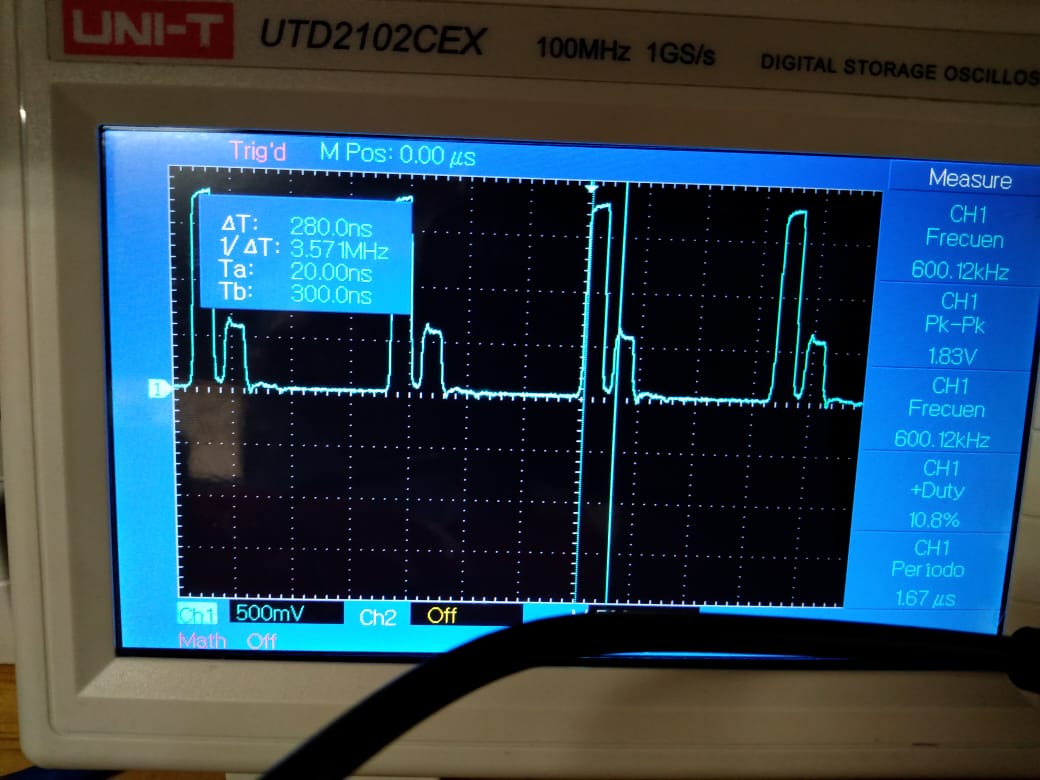 UNI-T UTD2102CEX 100MHz 1GS/s DIGITAL STORAGE
Trig'd M Pos: 0.00 μs
Measure
ΔT: 280.0ns
1/ΔT: 3.571MHz
Ta: 20.00ns
Tb: 300.0ns
CH1
Frecuen
600.12kHz
CH1
Pk-Pk
1.83V
CH1
Frecuen
600.12kHz
CH1
+Duty
10.8%
CH1
Periodo
1.67 μs
1
Ch1 500mV Ch2 Off
Math Off